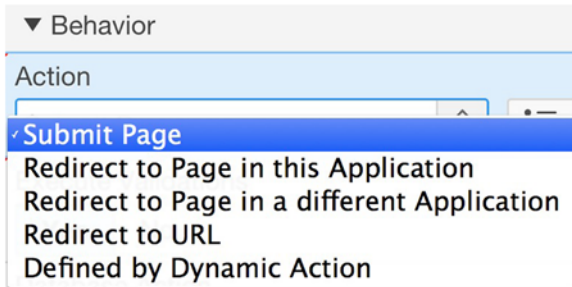 ▼ Behavior
Action
✓Submit Page
Redirect to Page in this Application
Redirect to Page in a different Application
Redirect to URL
Defined by Dynamic Action